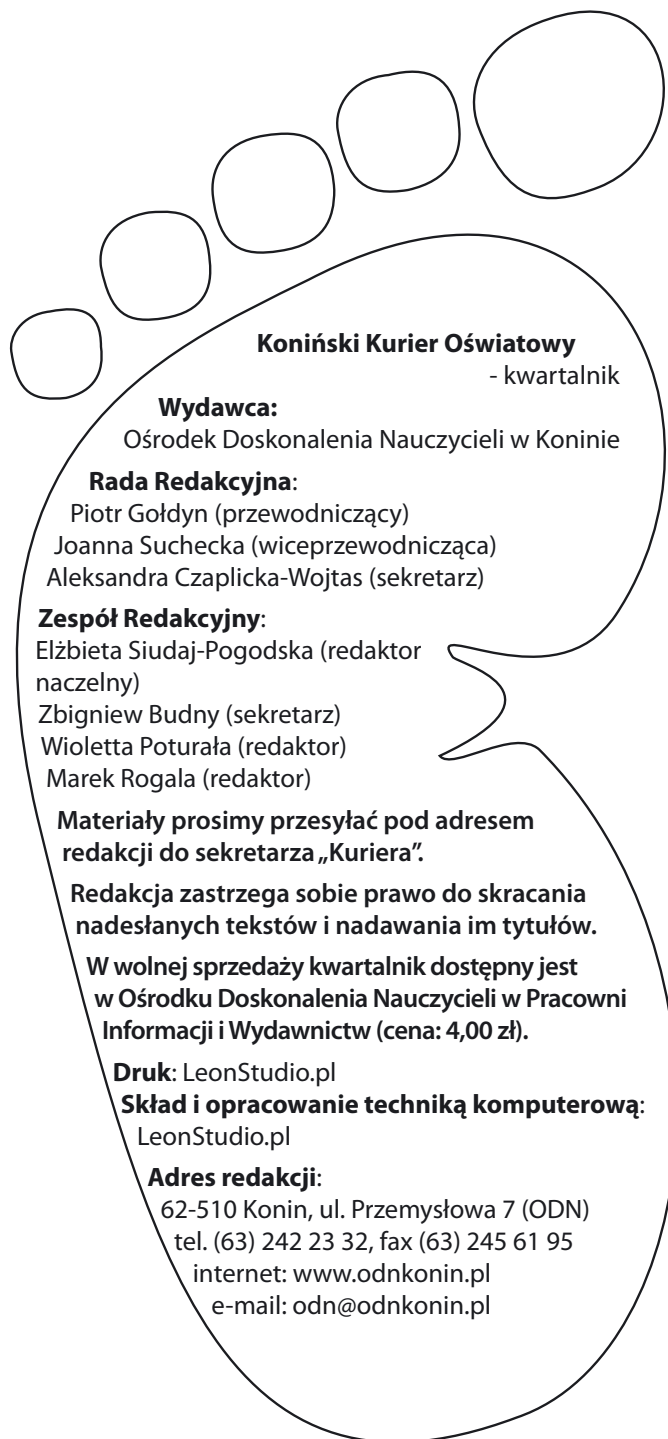 Koniński Kurier Oświatowy
- kwartalnik
Wydawca:
Ośrodek Doskonalenia Nauczycieli w Koninie
Rada Redakcyjna:
Piotr Gołdyn (przewodniczący)
Joanna Suchecka (wiceprzewodnicząca)
Aleksandra Czaplicka-Wojtas (sekretarz)
Zespół Redakcyjny:
Elżbieta Siudaj-Pogodska (redaktor
naczelny)
Zbigniew Budny (sekretarz)
Wioletta Poturała (redaktor)
Marek Rogala (redaktor)
Materiały prosimy przesyłać pod adresem
redakcji do sekretarza „Kuriera”.
Redakcja zastrzega sobie prawo do skracania
nadesłanych tekstów i nadawania im tytułów.
W wolnej sprzedaży kwartalnik dostępny jest
w Ośrodku Doskonalenia Nauczycieli w Pracowni
Informacji i Wydawnictw (cena: 4,00 zł).
Druk: LeonStudio.pl
Skład i opracowanie techniką komputerową:
LeonStudio.pl
Adres redakcji:
62-510 Konin, ul. Przemysłowa 7 (ODN)
tel. (63) 242 23 32, fax (63) 245 61 95
internet: www.odnkonin.pl
e-mail: odn@odnkonin.pl